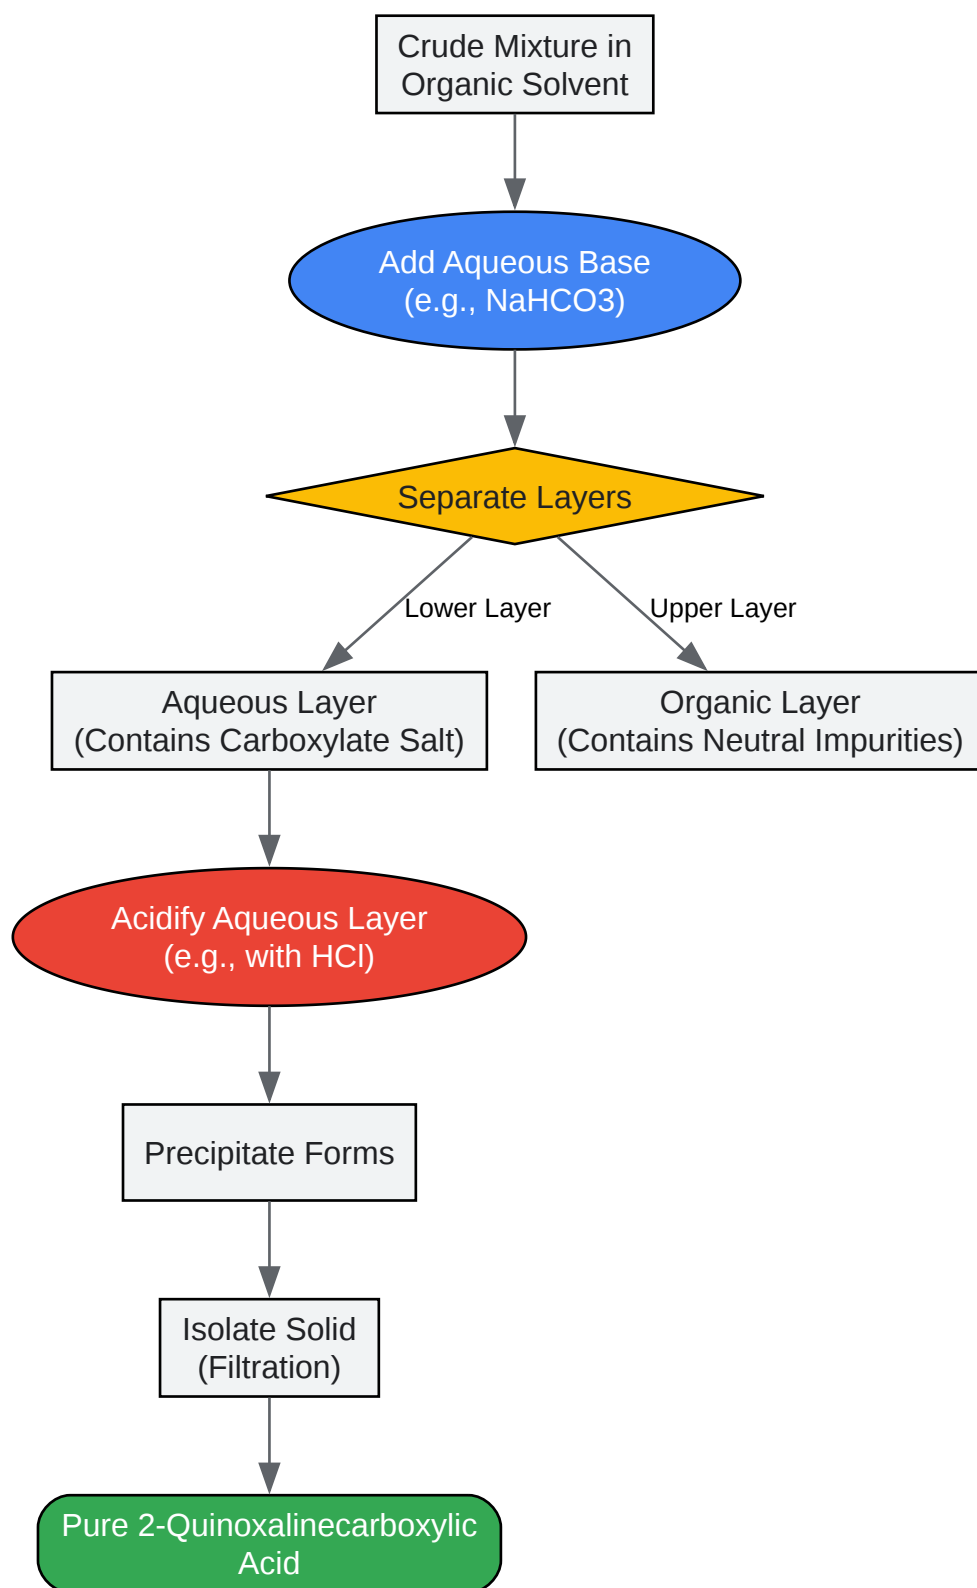 Crude Mixture in
Organic Solvent
Add Aqueous Base
(e.g., NaHCO3)
Separate Layers
Lower Layer
Upper Layer
Aqueous Layer
(Contains Carboxylate Salt)
Organic Layer
(Contains Neutral Impurities)
Acidify Aqueous Layer
(e.g., with HCl)
Precipitate Forms
Isolate Solid
(Filtration)
Pure 2-Quinoxalinecarboxylic
Acid